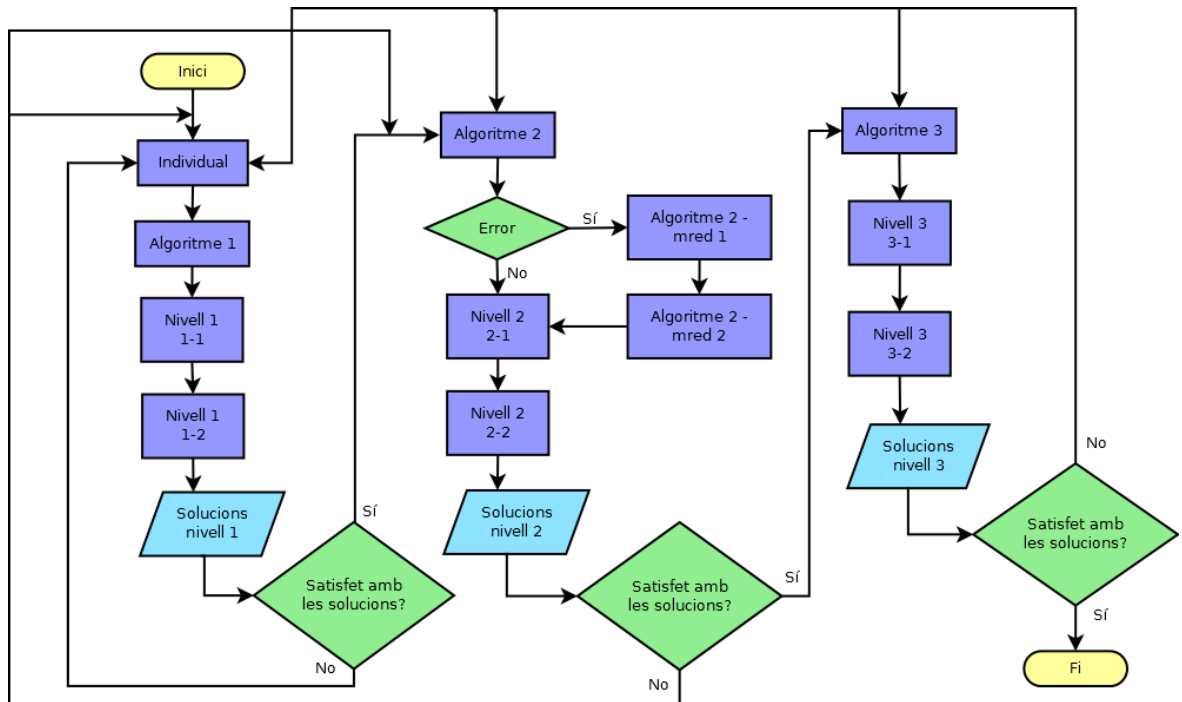 Inici
Individual
Algoritme 1
Nivell 1
1-1
Nivell 1
1-2
Solucions
nivell 1
Satisfet amb
les solucions?
Sí
No
Algoritme 2
Error
Sí
No
Algoritme 2 -
mred 1
Algoritme 2 -
mred 2
Nivell 2
2-1
Nivell 2
2-2
Solucions
nivell 2
Satisfet amb
les solucions?
Sí
No
Algoritme 3
Nivell 3
3-1
Nivell 3
3-2
Solucions
nivell 3
Satisfet amb
les solucions?
No
Sí
Fi